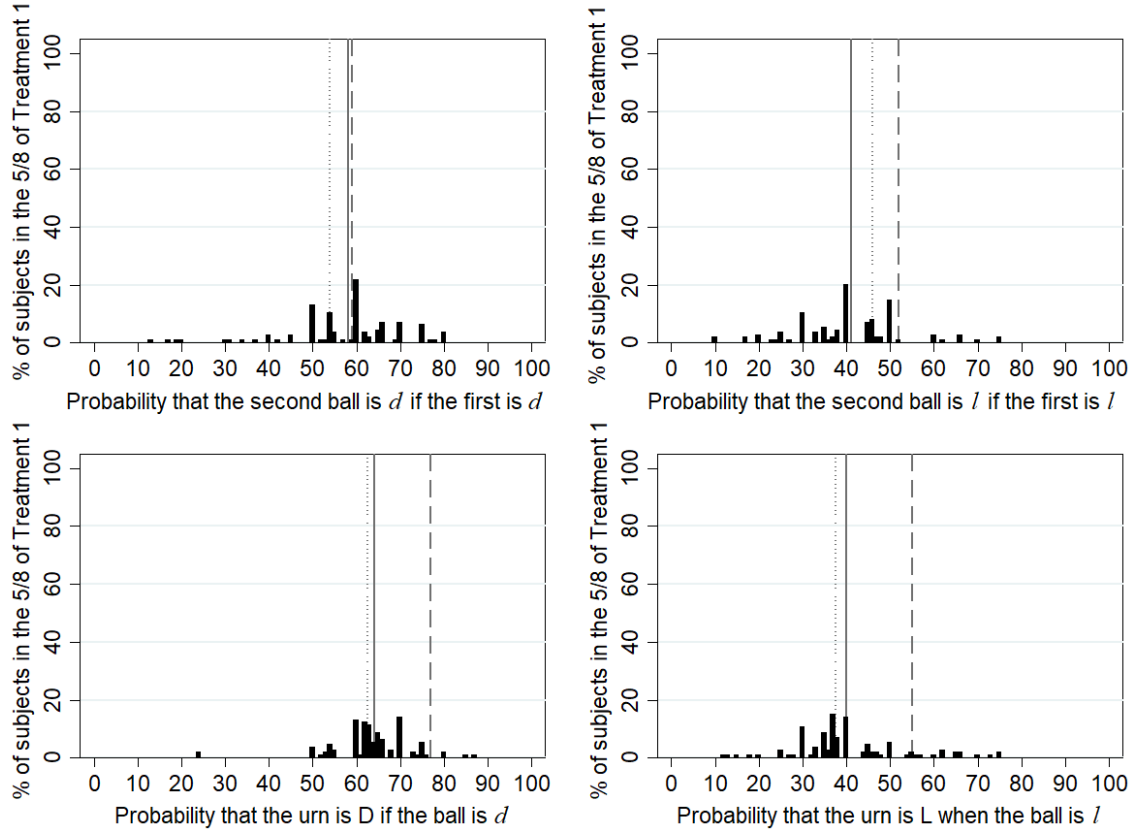 % of subjects in the 5/8 of Treatment 1
100
80
60
40
20
0
0 10 20 30 40 50 60 70 80 90 100
Probability that the second ball is d if the first is d
% of subjects in the 5/8 of Treatment 1
100
80
60
40
20
0
0 10 20 30 40 50 60 70 80 90 100
Probability that the second ball is l if the first is l
% of subjects in the 5/8 of Treatment 1
100
80
60
40
20
0
0 10 20 30 40 50 60 70 80 90 100
Probability that the urn is D if the ball is d
% of subjects in the 5/8 of Treatment 1
100
80
60
40
20
0
0 10 20 30 40 50 60 70 80 90 100
Probability that the urn is L when the ball is l